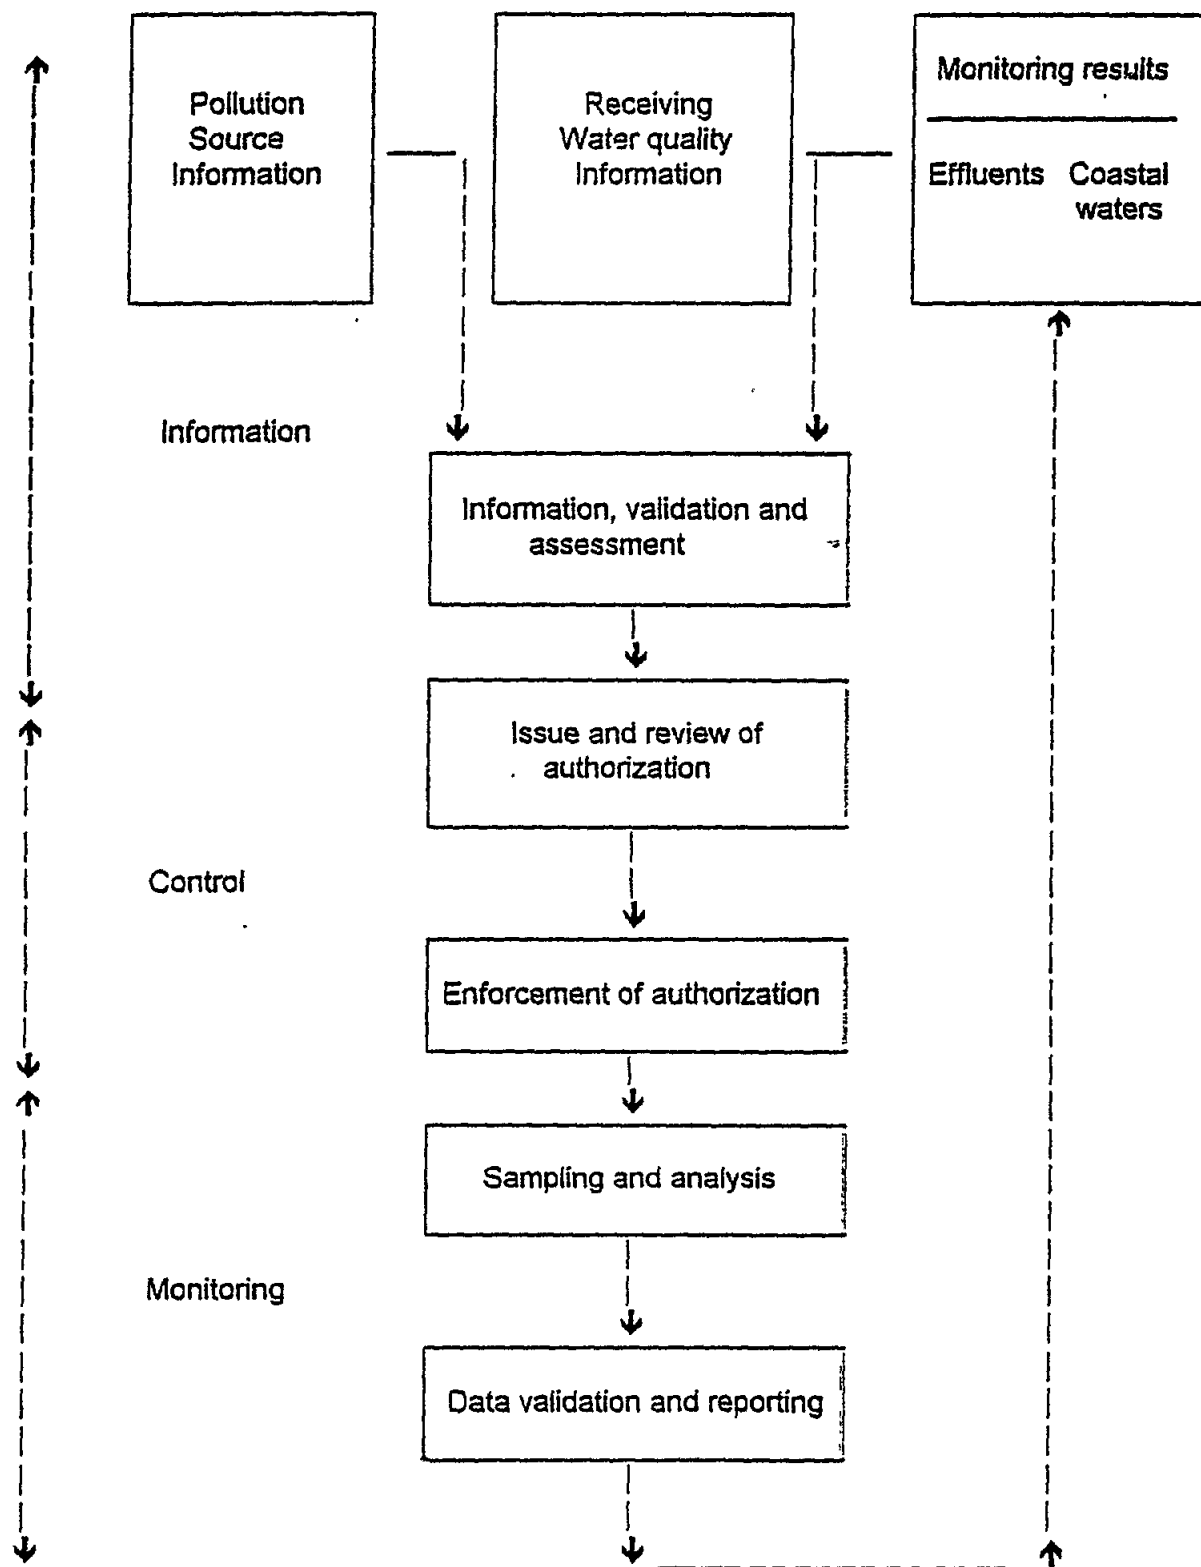 Pollution
Source
Information
Receiving
Water quality
Information
Monitoring results
Effluents Coastal
waters
Information
Information, validation and
assessment
Issue and review of
authorization
Control
Enforcement of authorization
Sampling and analysis
Monitoring
Data validation and reporting